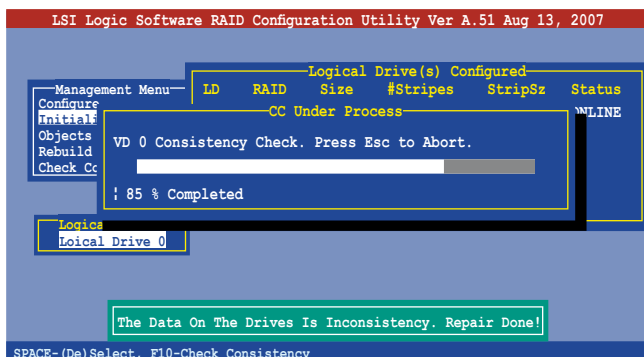 LSI Logic Software RAID Configuration Utility Ver A.51 Aug 13, 2007
Logical Drive(s) Configured
LD RAID Size #Stripes StripSz Status
ONLINE
Management Menu
Configure
Initiali
Objects
Rebuild
Check Co
CC Under Process
VD 0 Consistency Check. Press Esc to Abort.
¦ 85 % Completed
Logica
Loical Drive 0
The Data On The Drives Is Inconsistency. Repair Done!
SPACE-(De)Select, F10-Check Consistency